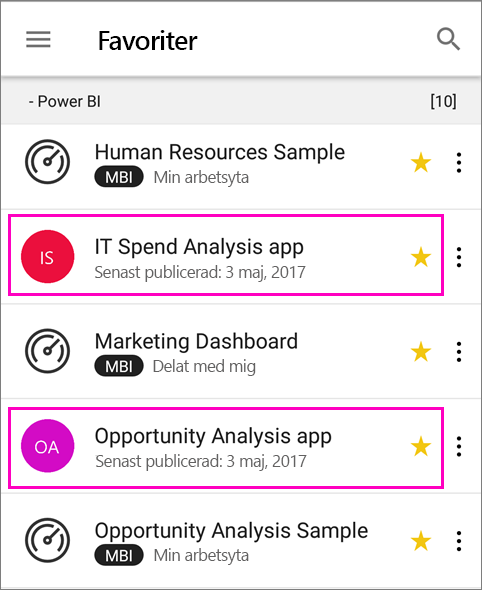 Favoriter
- Power BI [10]
Human Resources Sample
MBI Min arbetsyta
IS IT Spend Analysis app
Senast publicerad: 3 maj, 2017
Marketing Dashboard
MBI Delat med mig
OA Opportunity Analysis app
Senast publicerad: 3 maj, 2017
Opportunity Analysis Sample
MBI Min arbetsyta